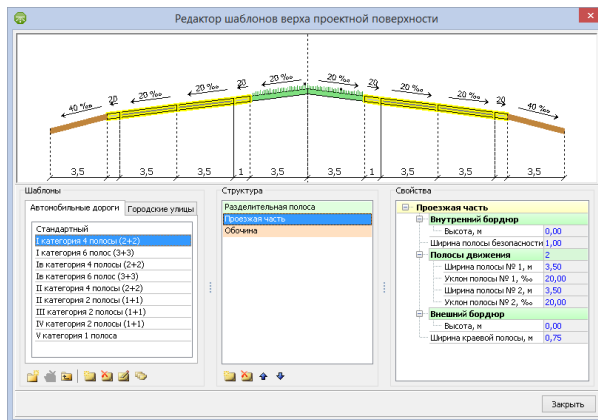 Редактор шаблонов верха проектной поверхности
40 ‰ 20 20 ‰ 20 ‰ 20 20 ‰ 20 ‰ 20 20 ‰ 20 ‰ 20 40 ‰
3,5 3,5 3,5 1 3,5 3,5 1 3,5 3,5 3,5
Шаблоны
Автомобильные дороги Городские улицы
Стандартный
I категория 4 полосы (2+2)
I категория 6 полос (3+3)
Iв категория 4 полосы (2+2)
Iв категория 6 полос (3+3)
II категория 4 полосы (2+2)
II категория 2 полосы (1+1)
III категория 2 полосы (1+1)
IV категория 2 полосы (1+1)
V категория 1 полоса
Структура
Разделительная полоса
Проезжая часть
Обочина
Свойства
Проезжая часть
Внутренний бордюр
Высота, м 0,00
Ширина полосы безопасности 1,00
Полосы движения 2
Ширина полосы № 1, м 3,50
Уклон полосы № 1, ‰ 20,00
Ширина полосы № 2, м 3,50
Уклон полосы № 2, ‰ 20,00
Внешний бордюр
Высота, м 0,00
Ширина краевой полосы, м 0,75
Закрыть